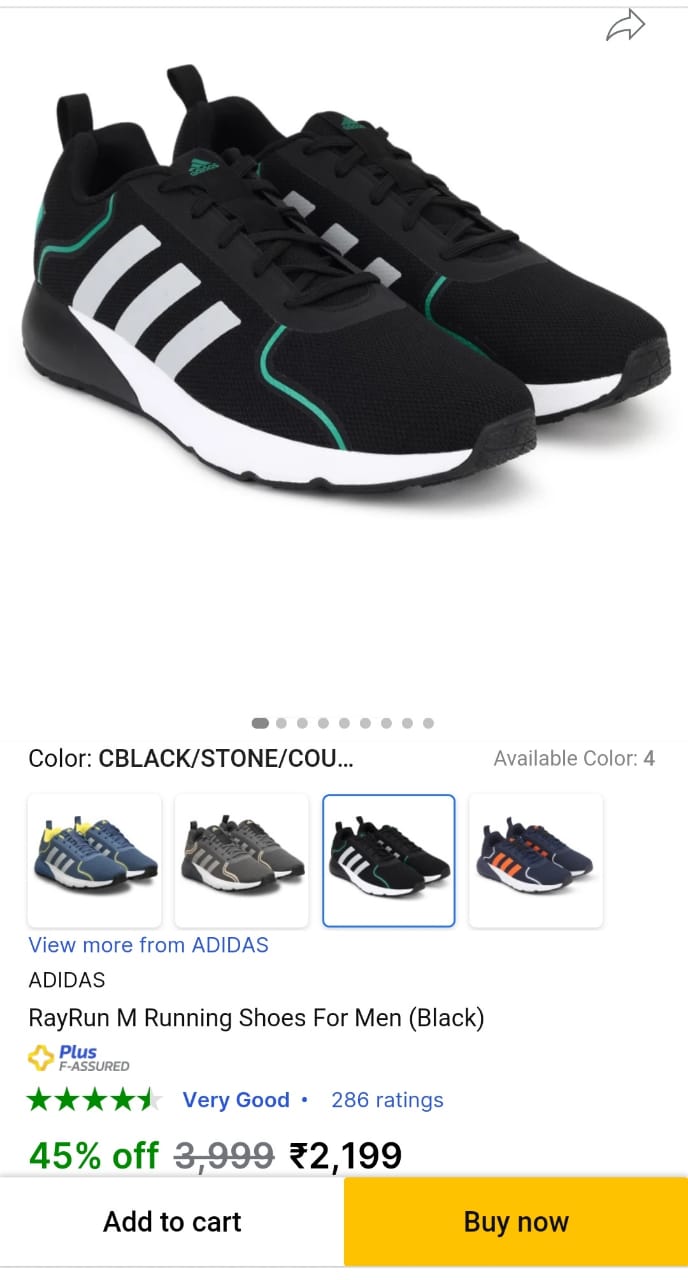 adidas
Color: CBLACK/STONE/COU...
Available Color: 4
View more from ADIDAS
ADIDAS
RayRun M Running Shoes For Men (Black)
Plus
F-ASSURED
Very Good • 286 ratings
45% off 3,999 ₹2,199
Add to cart
Buy now